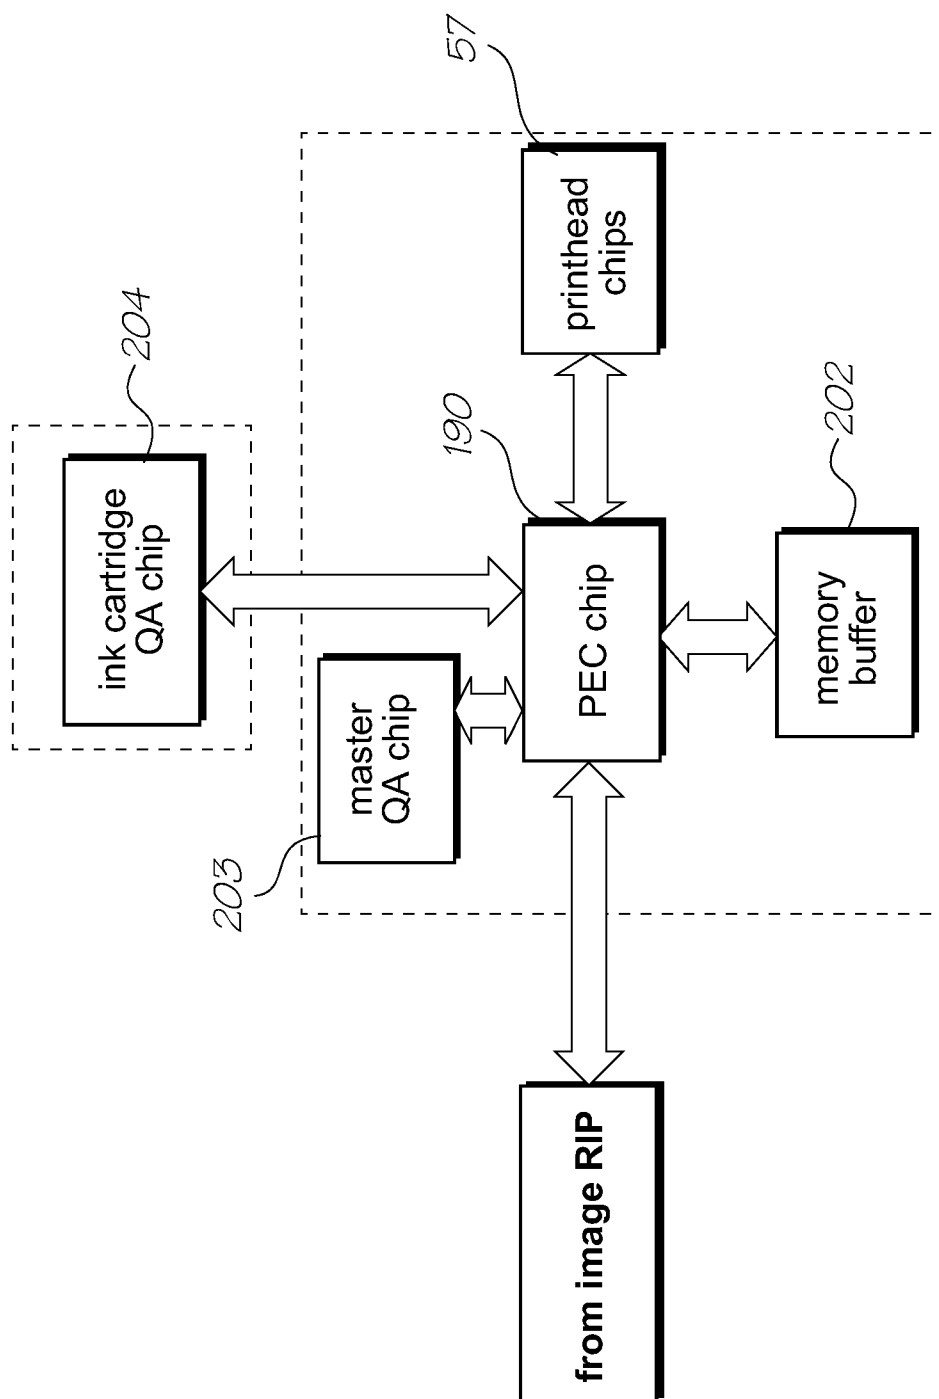 ink cartridge
QA chip
204
master
QA chip
203
PEC chip
190
printhead
chips
57
memory
buffer
202
from image RIP